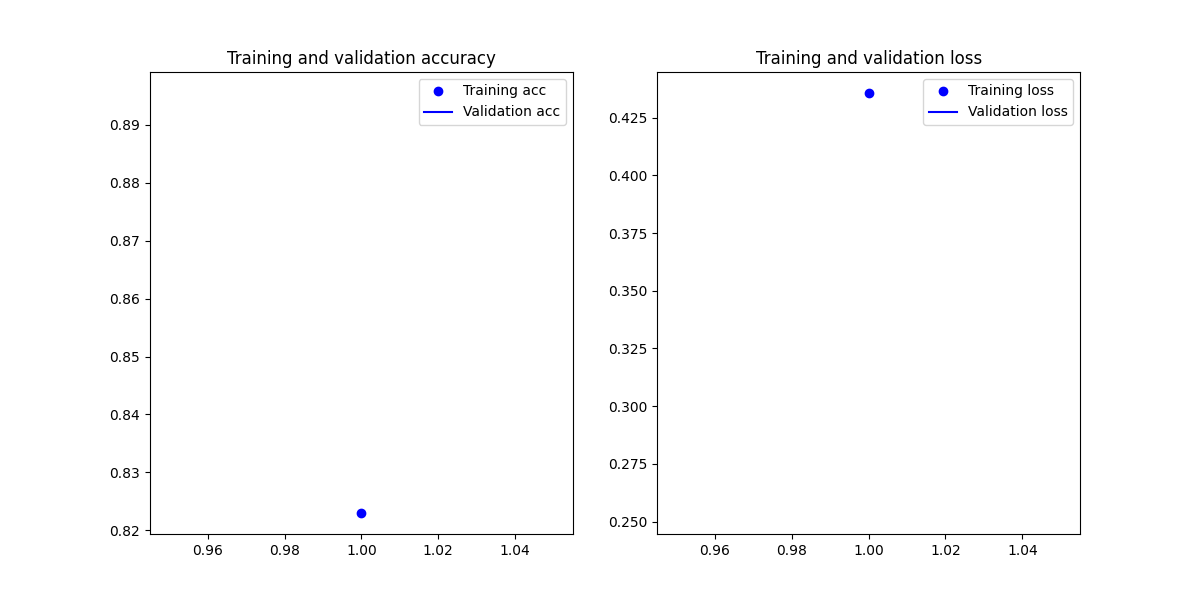 Training and validation accuracy
Training acc
Validation acc
0.89
0.88
0.87
0.86
0.85
0.84
0.83
0.82
0.96 0.98 1.00 1.02 1.04
Training and validation loss
Training loss
Validation loss
0.425
0.400
0.375
0.350
0.325
0.300
0.275
0.250
0.96 0.98 1.00 1.02 1.04